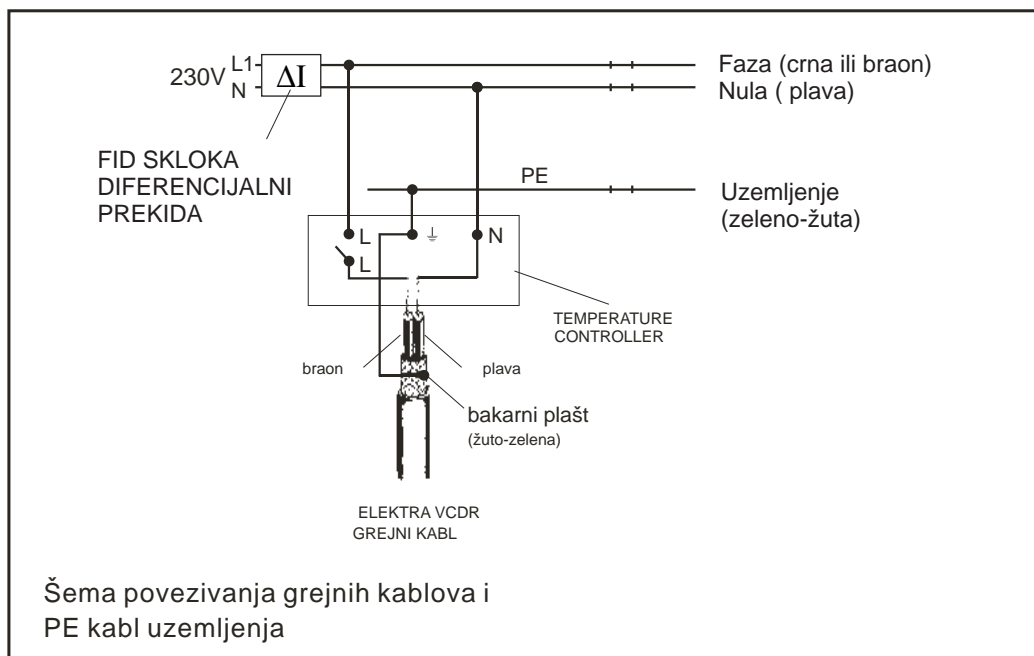 230V
L1
N
ΔI
Faza (crna ili braon)
Nula ( plava)
FID SKLOKA
DIFERENCIJALNI
PREKIDA
PE
Uzemljenje
(zeleno-žuta)
L
N
L
TEMPERATURE
CONTROLLER
braon
plava
bakarni plašt
(žuto-zelena)
ELEKTRA VCDR
GREJNI KABL
Šema povezivanja grejnih kablova i
PE kabl uzemljenja